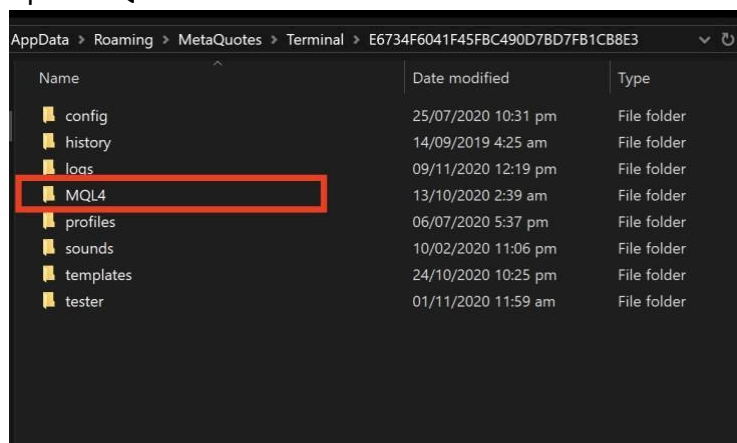 AppData > Roaming > MetaQuotes > Terminal > E6734F6041F45FBC490D7BD7FB1CB8E3
Name Date modified Type
config 25/07/2020 10:31 pm File folder
history 14/09/2019 4:25 am File folder
logs 09/11/2020 12:19 pm File folder
MQL4 13/10/2020 2:39 am File folder
profiles 06/07/2020 5:37 pm File folder
sounds 10/02/2020 11:06 pm File folder
templates 24/10/2020 10:25 pm File folder
tester 01/11/2020 11:59 am File folder